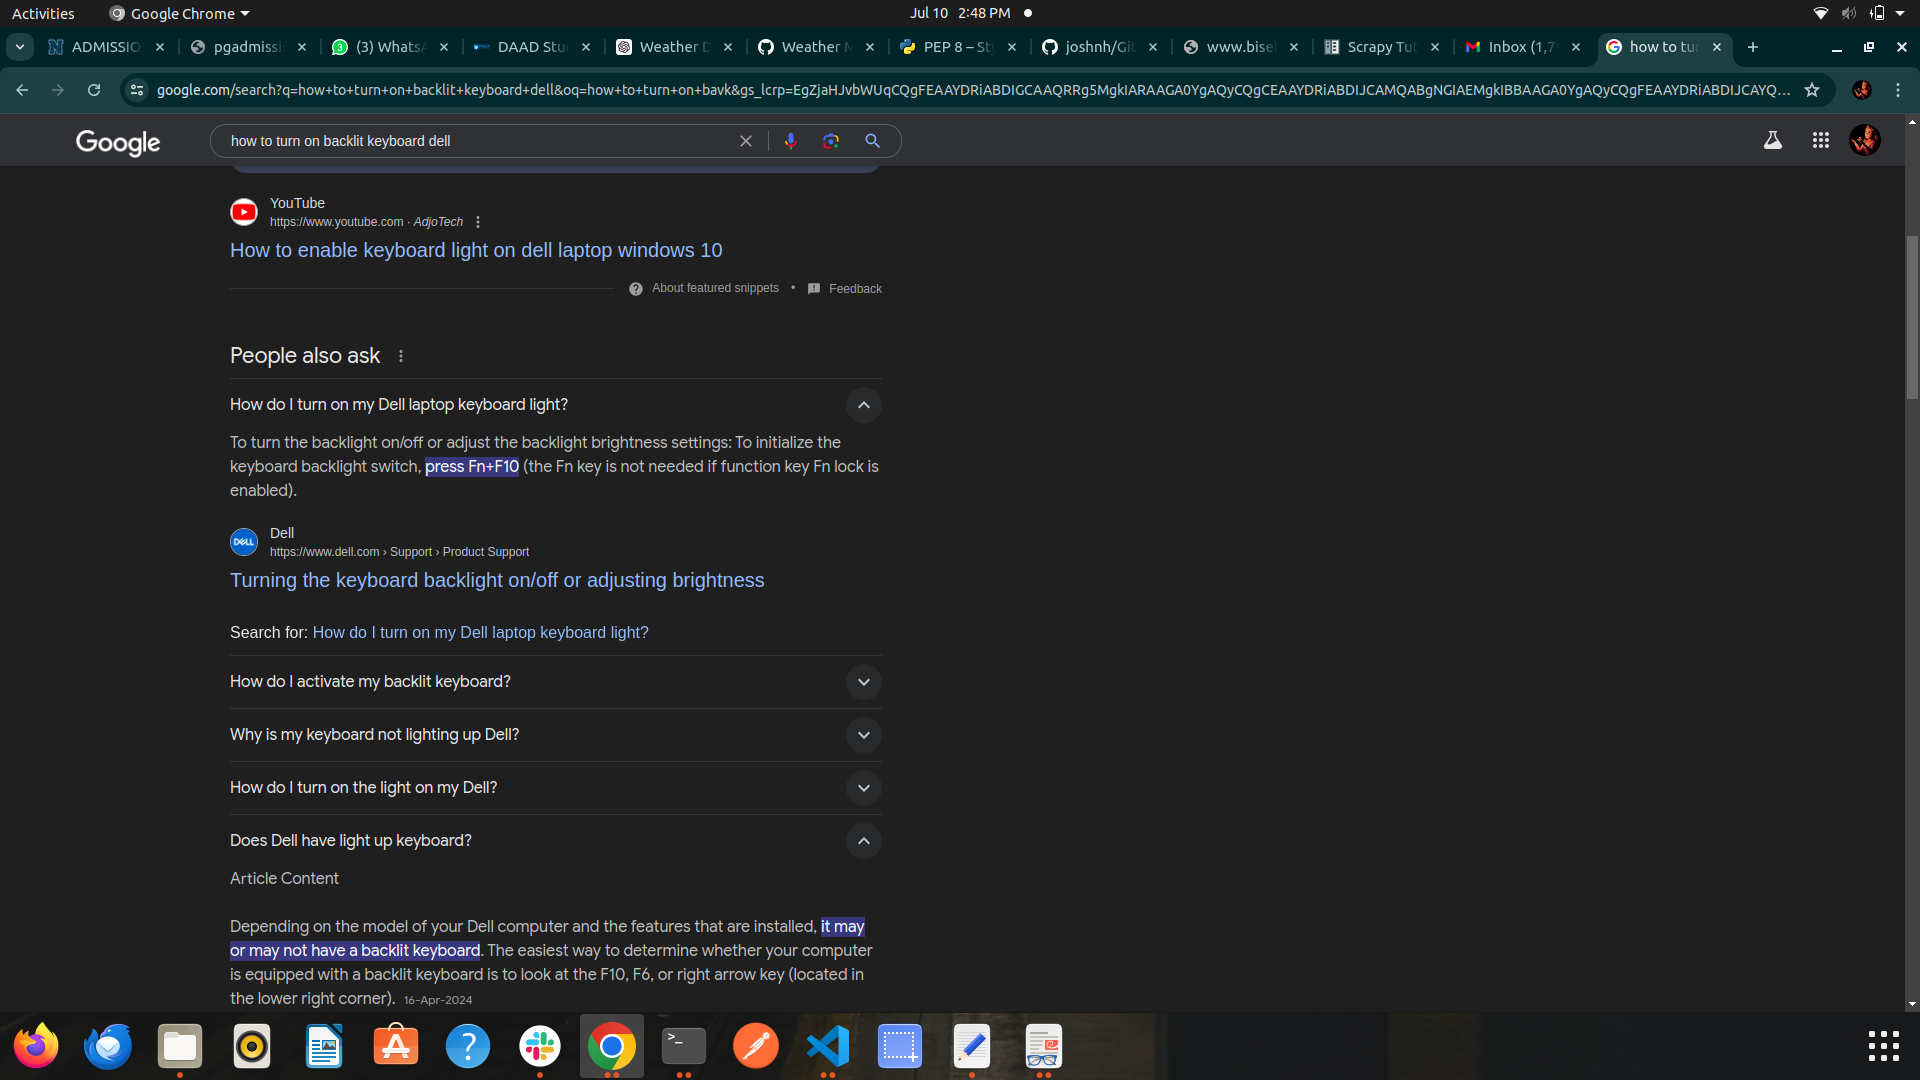 Activities Google Chrome Jul 10 2:48 PM
ADMISSIO pgadmissi (3) WhatsA DAAD Stu Weather D Weather M PEP 8 – Sty joshnh/Git www.bisel Scrapy Tut Inbox (1,7 how to tur
google.com/search?q=how+to+turn+on+backlit+keyboard+dell&oq=how+to+turn+on+bavk&gs_lcrp=EgZjaHJvbWUqCQgFEAAYDRiABDIGCAAQRRg5MgkIARAAGA0YgAQyCQgCEAAYDRiABDIJCAMQABgNGIAEMgkIBBAAGA0YgAQyCQgFEAAYDRiABDIJCAYQ...
Google how to turn on backlit keyboard dell
YouTube
https://www.youtube.com · AdjoTech
How to enable keyboard light on dell laptop windows 10
About featured snippets • Feedback
People also ask
How do I turn on my Dell laptop keyboard light?
To turn the backlight on/off or adjust the backlight brightness settings: To initialize the
keyboard backlight switch, press Fn+F10 (the Fn key is not needed if function key Fn lock is
enabled).
DELL Dell
https://www.dell.com › Support › Product Support
Turning the keyboard backlight on/off or adjusting brightness
Search for: How do I turn on my Dell laptop keyboard light?
How do I activate my backlit keyboard?
Why is my keyboard not lighting up Dell?
How do I turn on the light on my Dell?
Does Dell have light up keyboard?
Article Content
Depending on the model of your Dell computer and the features that are installed, it may
or may not have a backlit keyboard. The easiest way to determine whether your computer
is equipped with a backlit keyboard is to look at the F10, F6, or right arrow key (located in
the lower right corner). 16-Apr-2024